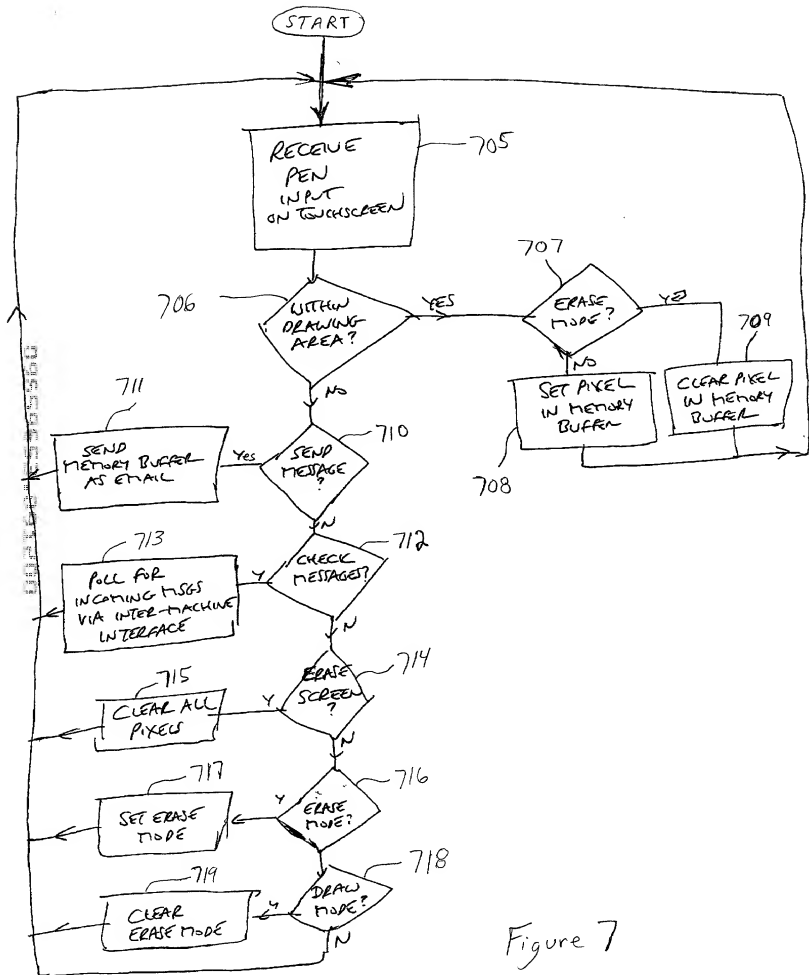 START
RECEIVE
PEN
INPUT
ON TOUCHSCREEN
705
706
WITHIN
DRAWING
AREA?
YES
707
ERASE
MODE?
YES
709
NO
SET PIXEL
IN MEMORY
BUFFER
708
CLEAR PIXEL
IN MEMORY
BUFFER
NO
711
SEND
MEMORY BUFFER
AS EMAIL
Yes
SEND
MESSAGE
?
710
N
713
POLL FOR
INCOMING MSGS
VIA INTER-MACHINE
INTERFACE
Y
CHECK
MESSAGES?
712
N
715
CLEAR ALL
PIXELS
Y
ERASE
SCREEN
?
714
N
717
SET ERASE
MODE
Y
ERASE
MODE?
716
719
CLEAR
ERASE MODE
Y
DRAW
MODE?
718
N
Figure 7